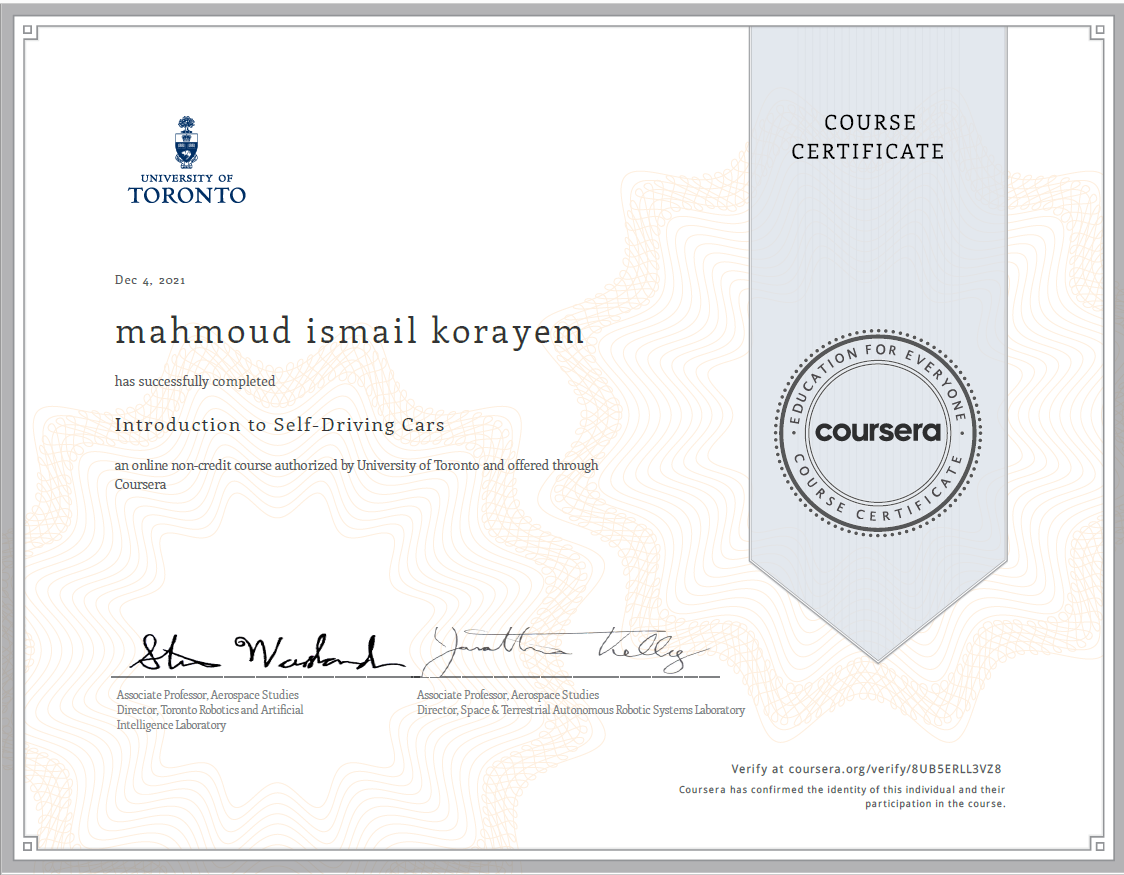 UNIVERSITY OF
TORONTO
COURSE
CERTIFICATE
Dec 4, 2021
mahmoud ismail korayem
has successfully completed
Introduction to Self-Driving Cars
an online non-credit course authorized by University of Toronto and offered through
Coursera
EDUCATION FOR EVERYONE
coursera
COURSE CERTIFICATE
Associate Professor, Aerospace Studies
Director, Toronto Robotics and Artificial
Intelligence Laboratory
Associate Professor, Aerospace Studies
Director, Space & Terrestrial Autonomous Robotic Systems Laboratory
Verify at coursera.org/verify/8UB5ERLL3VZ8
Coursera has confirmed the identity of this individual and their
participation in the course.